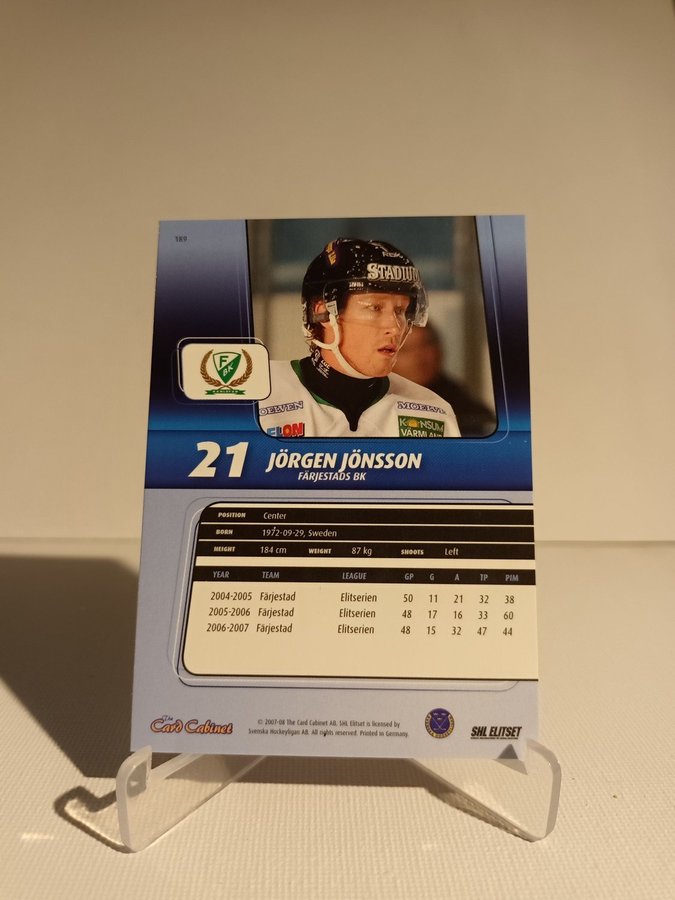 189
STADIUM
F
BK
MOELVEN
MOELVEN
ELON
KONSUM
VÄRMLAND
21 JÖRGEN JÖNSSON
FÄRJESTADS BK
POSITION Center
BORN 1972-09-29, Sweden
HEIGHT 184 cm WEIGHT 87 kg SHOOTS Left
YEAR TEAM LEAGUE GP G A TP PIM
2004-2005 Färjestad Elitserien 50 11 21 32 38
2005-2006 Färjestad Elitserien 48 17 16 33 60
2006-2007 Färjestad Elitserien 48 15 32 47 44
The Card Cabinet
© 2007-08 The Card Cabinet AB. SHL Elitset is licensed by
Svenska Hockeyligan AB. All rights reserved. Printed in Germany.
SHL ELITSET